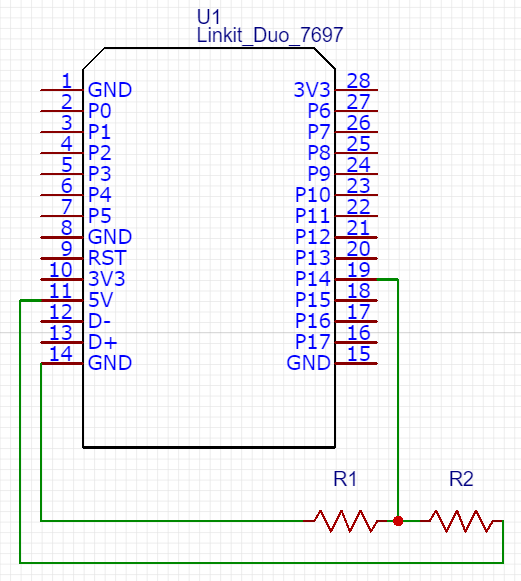 U1
Linkit_Duo_7697
1 GND 3V3 28
2 P0 P6 27
3 P1 P7 26
4 P2 P8 25
5 P3 P9 24
6 P4 P10 23
7 P5 P11 22
8 GND P12 21
9 RST P13 20
10 3V3 P14 19
11 5V P15 18
12 D- P16 17
13 D+ P17 16
14 GND GND 15
R1 R2